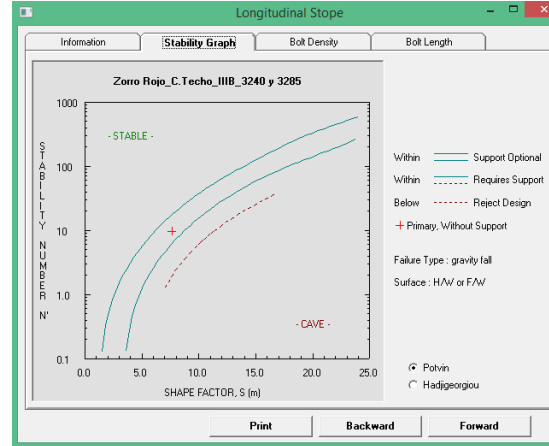 Longitudinal Stope
Information
Stability Graph
Bolt Density
Bolt Length
Zorro Rojo_C.Techo_IIIB_3240 y 3285
STABILITY NUMBER N'
1000
100
10
1.0
0.1
- STABLE -
- CAVE -
0.0 5.0 10.0 15.0 20.0 25.0
SHAPE FACTOR, S (m)
Within Support Optional
Within Requires Support
Below Reject Design
+ Primary, Without Support
Failure Type : gravity fall
Surface : H/W or F/W
Potvin
Hadjigeorgiou
Print
Backward
Forward